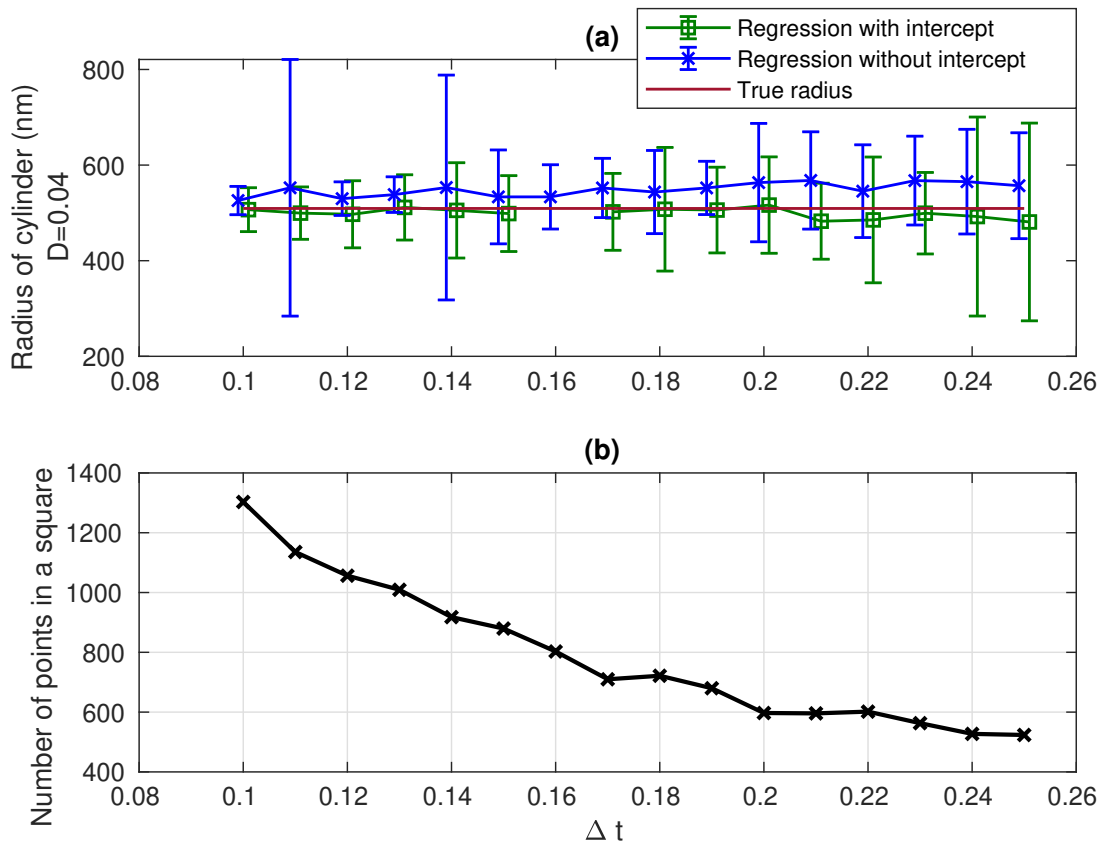 (a)
Regression with intercept
Regression without intercept
True radius
Radius of cylinder (nm)
D=0.04
800
600
400
200
0.08 0.1 0.12 0.14 0.16 0.18 0.2 0.22 0.24 0.26
(b)
Number of points in a square
1400
1200
1000
800
600
400
0.08 0.1 0.12 0.14 0.16 0.18 0.2 0.22 0.24 0.26
Δ t